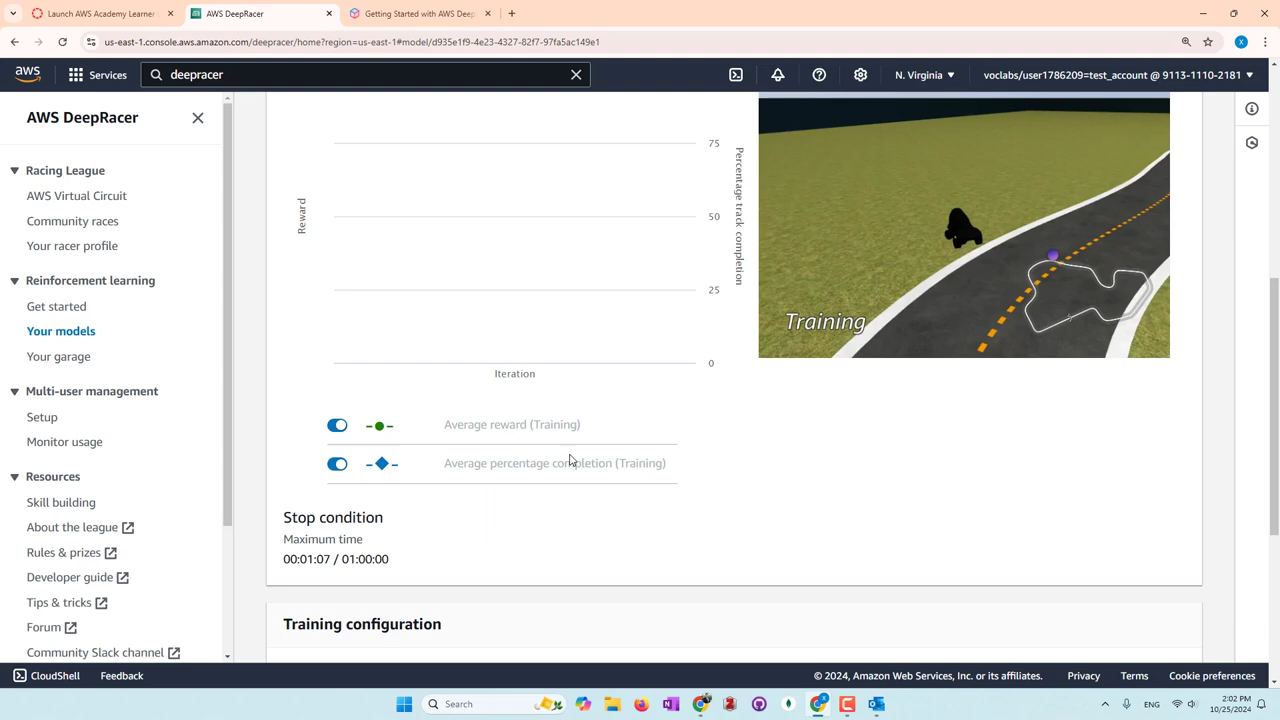 Launch AWS Academy Learner
AWS DeepRacer
Getting Started with AWS Deep
us-east-1.console.aws.amazon.com/deepracer/home?region=us-east-1#model/d935e1f9-4e23-4327-82f7-97fa5ac149e1
X
aws
Services
deepracer
N. Virginia
voclabs/user1786209=test_account @ 9113-1110-2181
AWS DeepRacer
Racing League
AWS Virtual Circuit
Community races
Your racer profile
Reinforcement learning
Get started
Your models
Your garage
Multi-user management
Setup
Monitor usage
Resources
Skill building
About the league
Rules & prizes
Developer guide
Tips & tricks
Forum
Community Slack channel
Reward
75
50
25
0
Percentage track completion
Iteration
Training
Average reward (Training)
Average percentage completion (Training)
Stop condition
Maximum time
00:01:07 / 01:00:00
Training configuration
CloudShell
Feedback
© 2024, Amazon Web Services, Inc. or its affiliates.
Privacy
Terms
Cookie preferences
Search
ENG
2:02 PM
10/25/2024